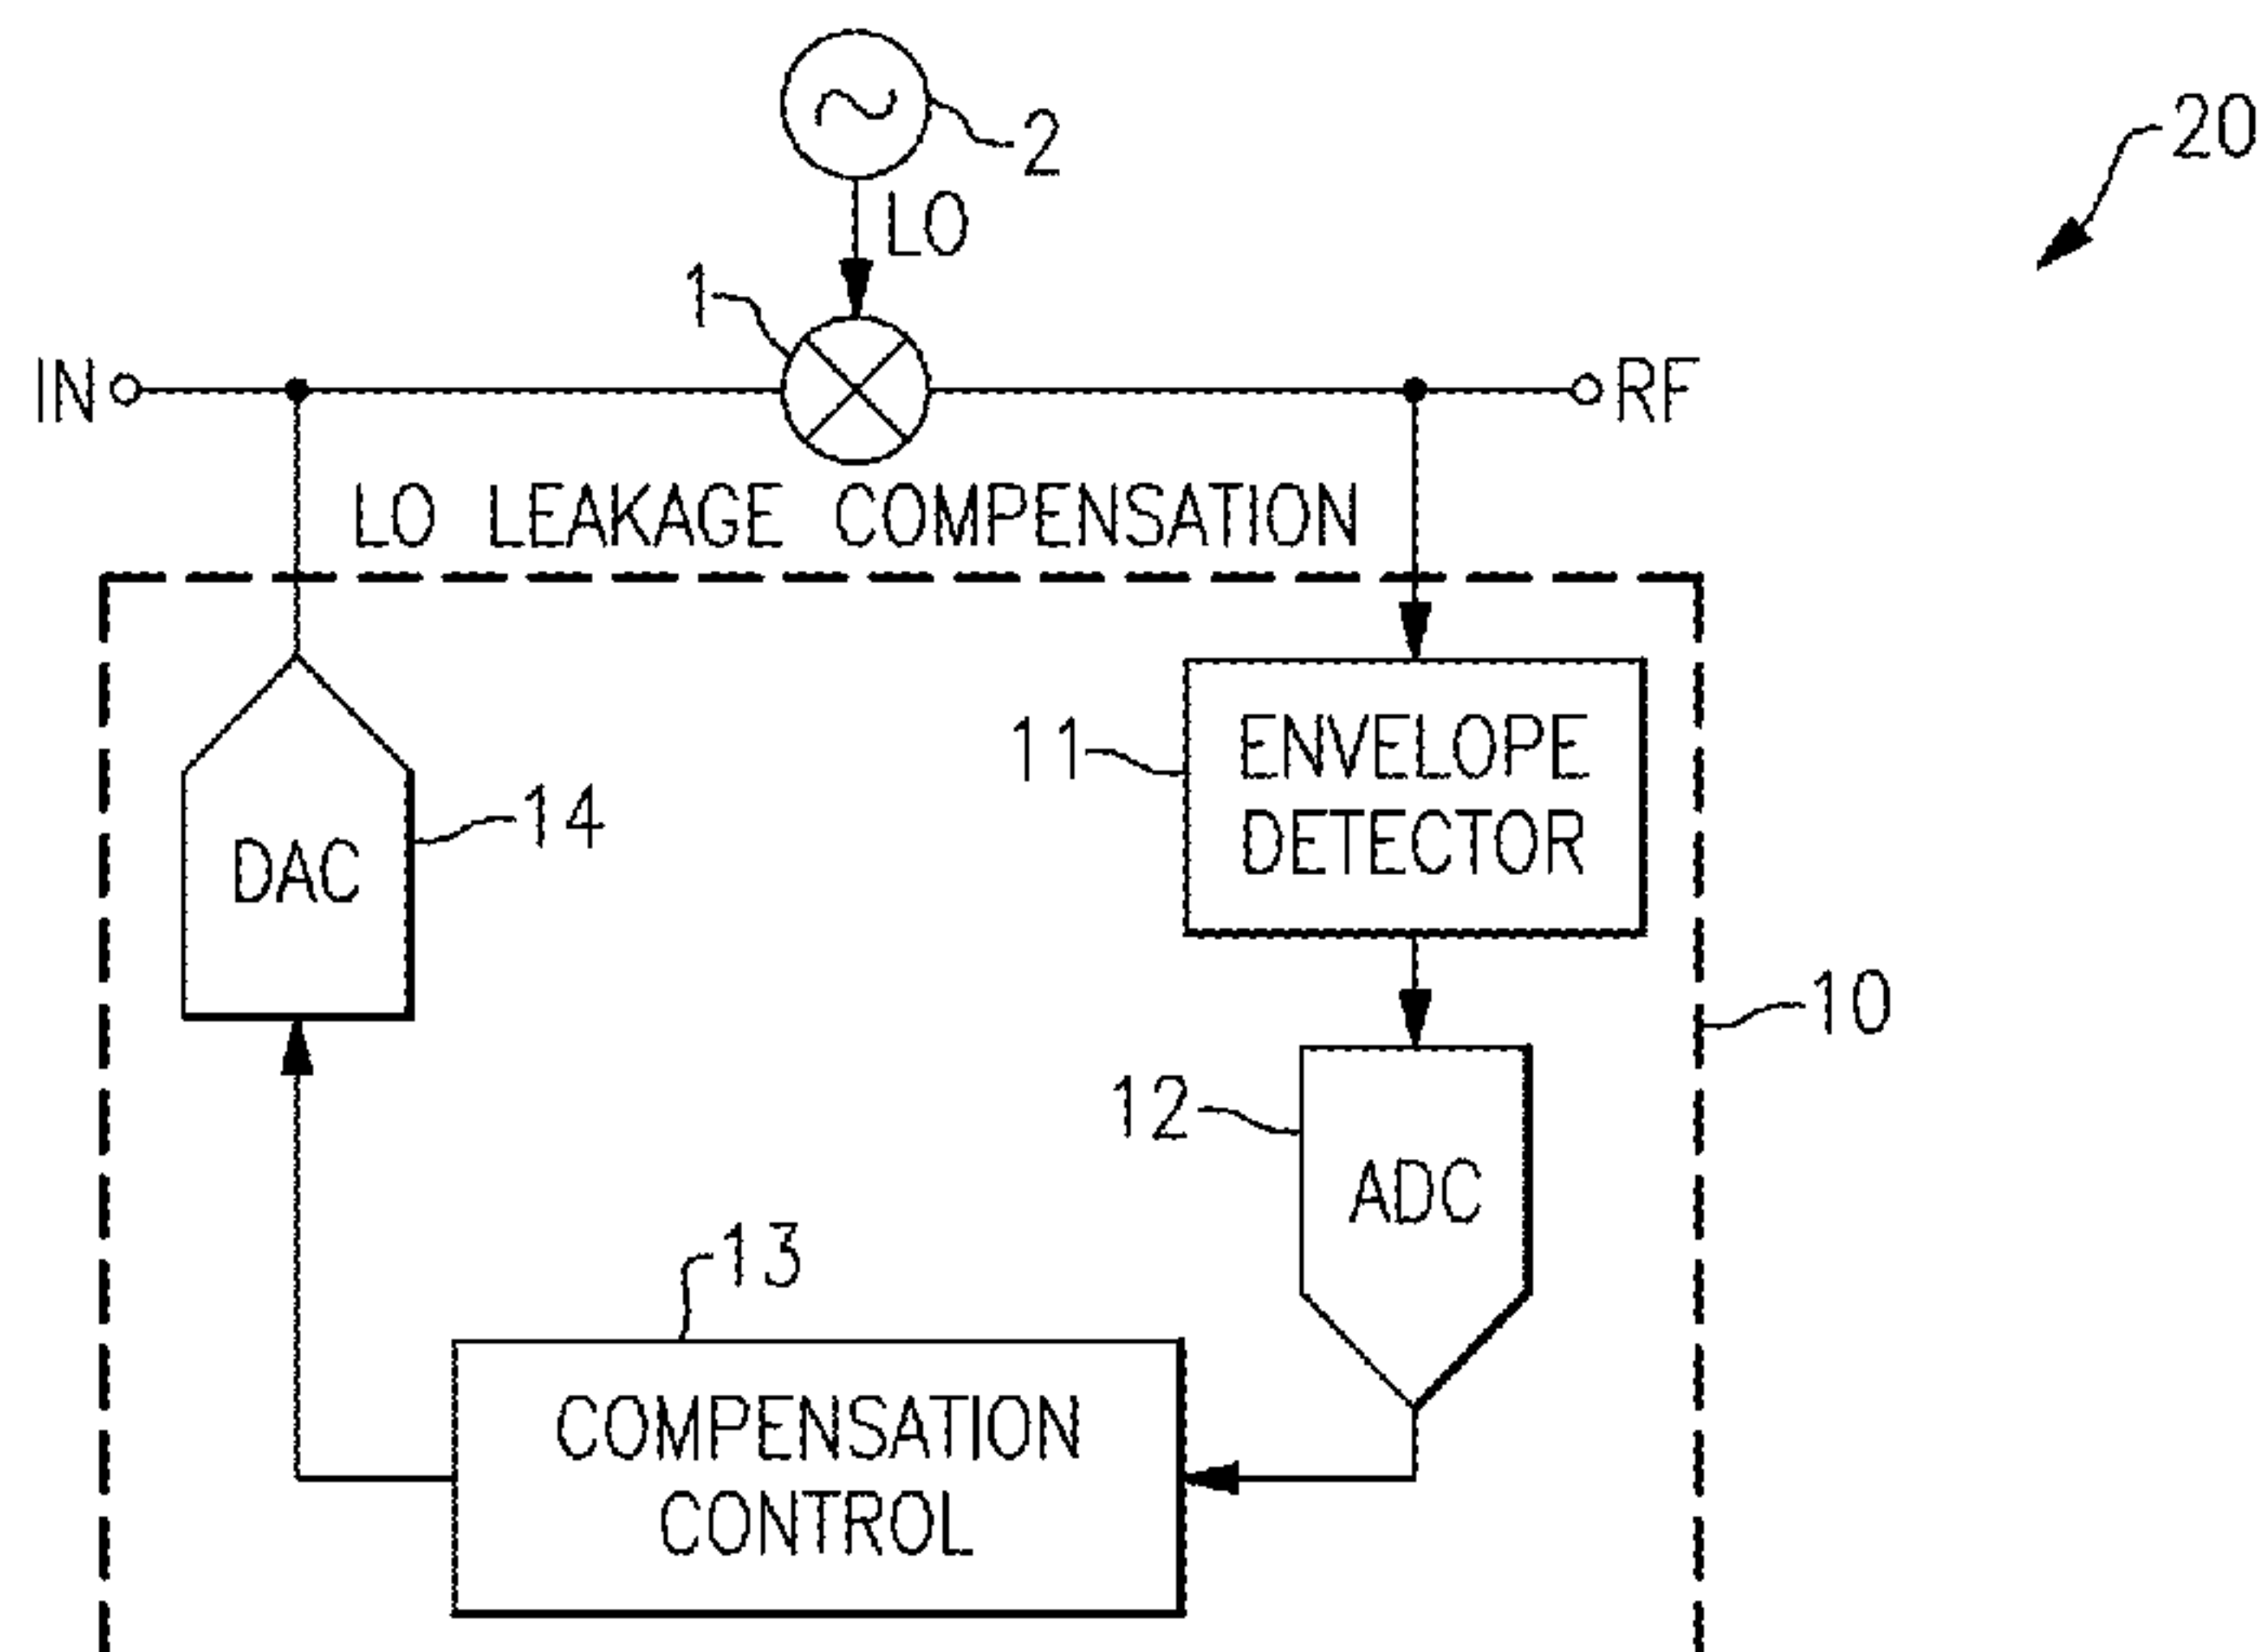 2
20
LO
1
IN
RF
LO LEAKAGE COMPENSATION
11
ENVELOPE
DETECTOR
14
DAC
10
12
ADC
13
COMPENSATION
CONTROL